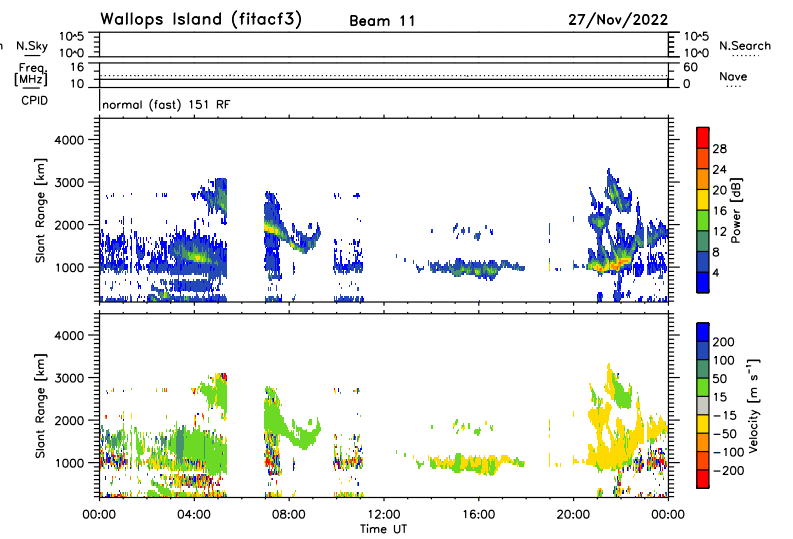 Wallops Island (fitacf3) Beam 11 27/Nov/2022
N.Sky 10^5 10^5 N.Search
10^0 10^0
Freq. 16 60
[MHz] Nave
10 0
CPID normal (fast) 151 RF
Slant Range [km]
4000
3000
2000
1000
28
24
20
16
12
8
4
Power [dB]
Slant Range [km]
4000
3000
2000
1000
200
100
50
15
-15
-50
-100
-200
Velocity [m s⁻¹]
00:00 04:00 08:00 12:00 16:00 20:00 00:00
Time UT